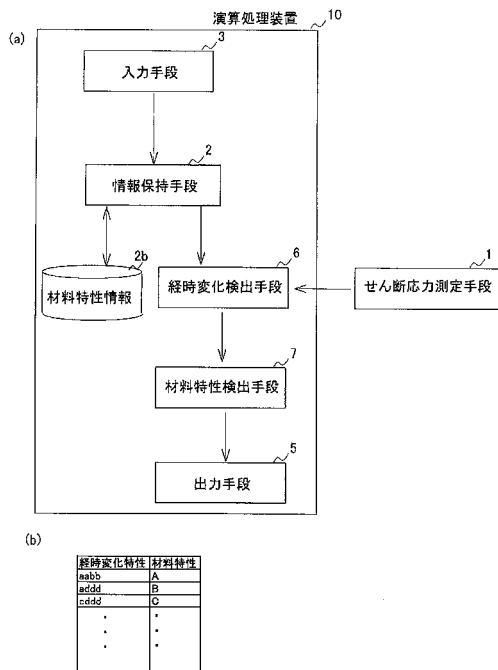 演算処理装置 10
(a)
3
入力手段
2
情報保持手段
2b
材料特性情報
6
経時変化検出手段
1
せん断応力測定手段
7
材料特性検出手段
5
出力手段
(b)
経時変化特性 材料特性
aabb A
addd B
cddd C